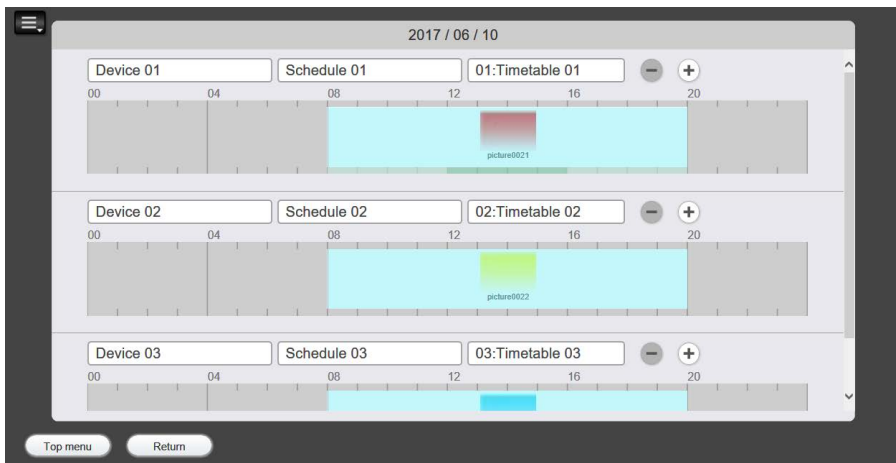 2017 / 06 / 10
Device 01 Schedule 01 01:Timetable 01
00 04 08 12 16 20
picture0021
Device 02 Schedule 02 02:Timetable 02
00 04 08 12 16 20
picture0022
Device 03 Schedule 03 03:Timetable 03
00 04 08 12 16 20
Top menu Return